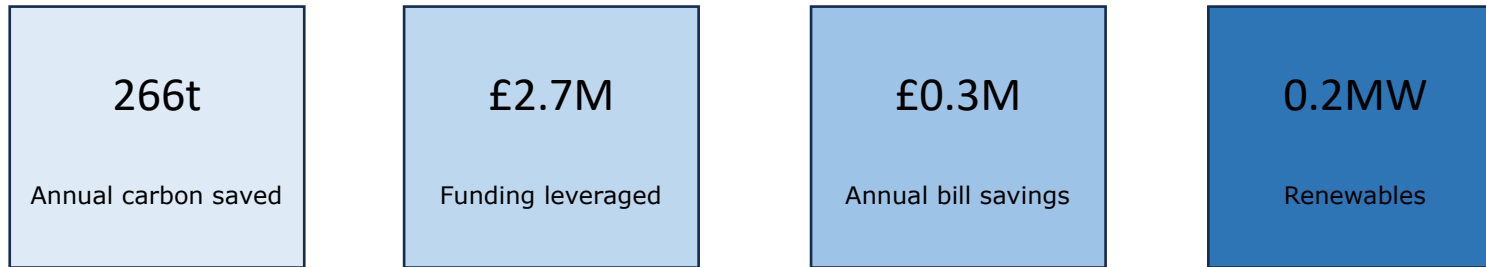 266t
Annual carbon saved
£2.7M
Funding leveraged
£0.3M
Annual bill savings
0.2MW
Renewables